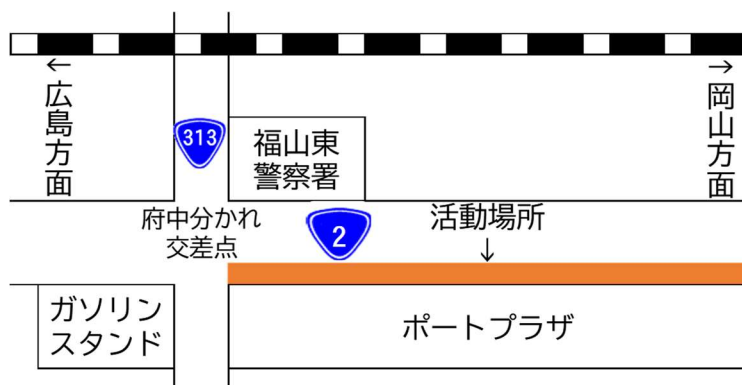 ←
広島方面
→
岡山方面
313
福山東
警察署
府中分かれ
交差点
2
活動場所
↓
ガソリン
スタンド
ポートプラザ